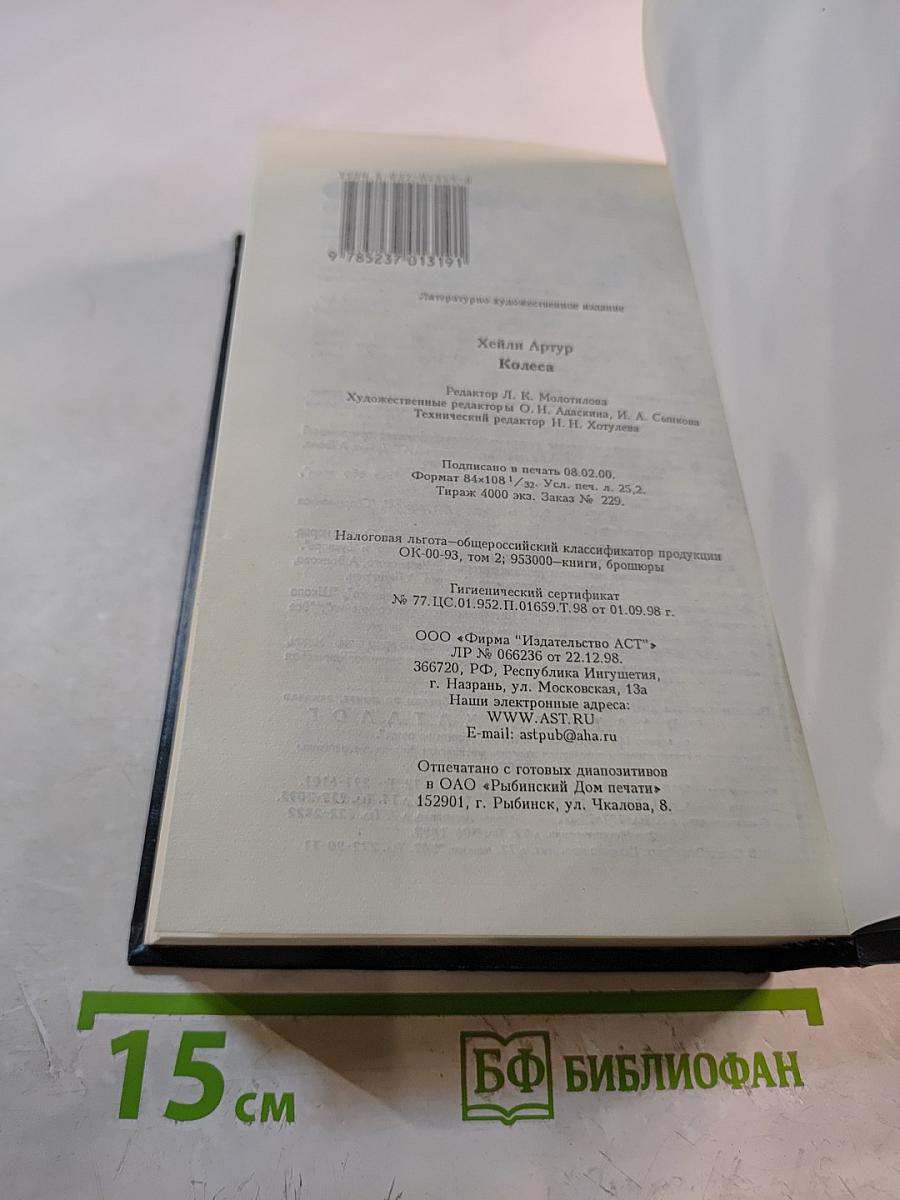 9 785237 013191
Литературно-художественное издание
Хейли Артур
Колеса
Редактор Л. К. Молотилова
Художественные редакторы О. Н. Адаскина, И. А. Сынкова
Технический редактор Н. Н. Хотулева
Подписано в печать 08.02.00.
Формат 84×108 1/32. Усл. печ. л. 25,2.
Тираж 4000 экз. Заказ № 229.
Налоговая льгота—общероссийский классификатор продукции
ОК-00-93, том 2; 953000—книги, брошюры
Гигиенический сертификат
№ 77.ЦС.01.952.П.01659.Т.98 от 01.09.98 г.
ООО «Фирма "Издательство АСТ"»
ЛР № 066236 от 22.12.98.
366720, РФ, Республика Ингушетия,
г. Назрань, ул. Московская, 13а
Наши электронные адреса:
WWW.AST.RU
E-mail: astpub@aha.ru
Отпечатано с готовых диапозитивов
в ОАО «Рыбинский Дом печати»
152901, г. Рыбинск, ул. Чкалова, 8.
15 см
БФ БИБЛИОФАН